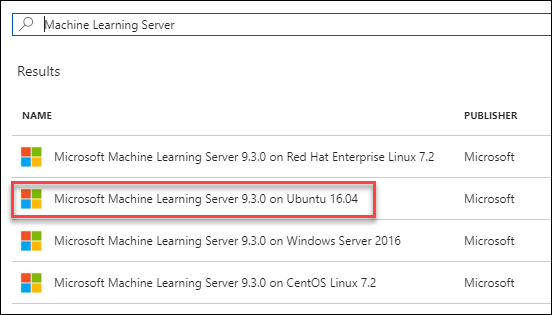 Machine Learning Server
Results
NAME PUBLISHER
Microsoft Machine Learning Server 9.3.0 on Red Hat Enterprise Linux 7.2 Microsoft
Microsoft Machine Learning Server 9.3.0 on Ubuntu 16.04 Microsoft
Microsoft Machine Learning Server 9.3.0 on Windows Server 2016 Microsoft
Microsoft Machine Learning Server 9.3.0 on CentOS Linux 7.2 Microsoft